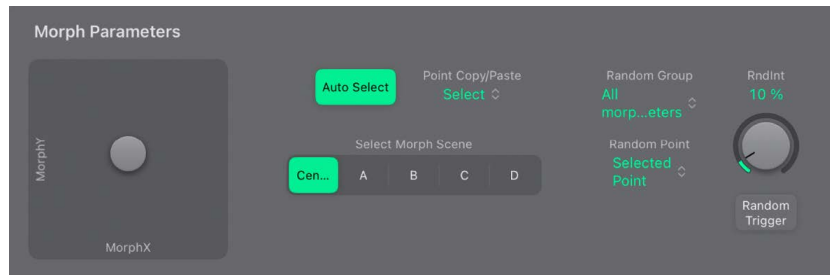 Morph Parameters
MorphY
MorphX
Auto Select
Point Copy/Paste
Select
Select Morph Scene
Cen...
A
B
C
D
Random Group
All
morp...eters
Random Point
Selected
Point
RndInt
10 %
Random
Trigger